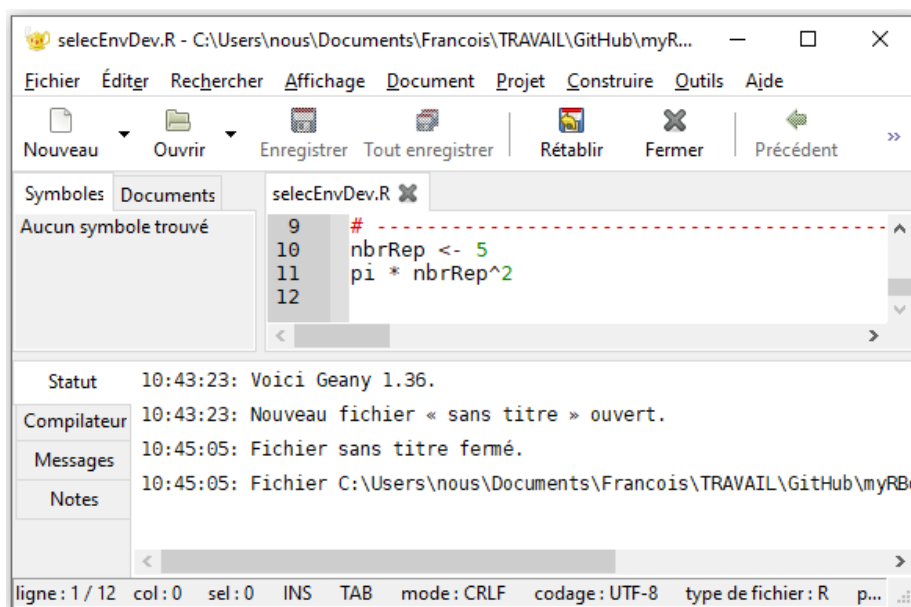 selecEnvDev.R - C:\Users\nous\Documents\Francois\TRAVAIL\GitHub\myR...
Fichier Éditer Rechercher Affichage Document Projet Construire Outils Aide
Nouveau Ouvrir Enregistrer Tout enregistrer Rétablir Fermer Précédent »
Symboles Documents selecEnvDev.R
Aucun symbole trouvé
9 # -------------------------------------------
10 nbrRep <- 5
11 pi * nbrRep^2
12
Statut
Compilateur
Messages
Notes
10:43:23: Voici Geany 1.36.
10:43:23: Nouveau fichier « sans titre » ouvert.
10:45:05: Fichier sans titre fermé.
10:45:05: Fichier C:\Users\nous\Documents\Francois\TRAVAIL\GitHub\myRB
ligne : 1 / 12 col : 0 sel : 0 INS TAB mode : CRLF codage : UTF-8 type de fichier : R p...